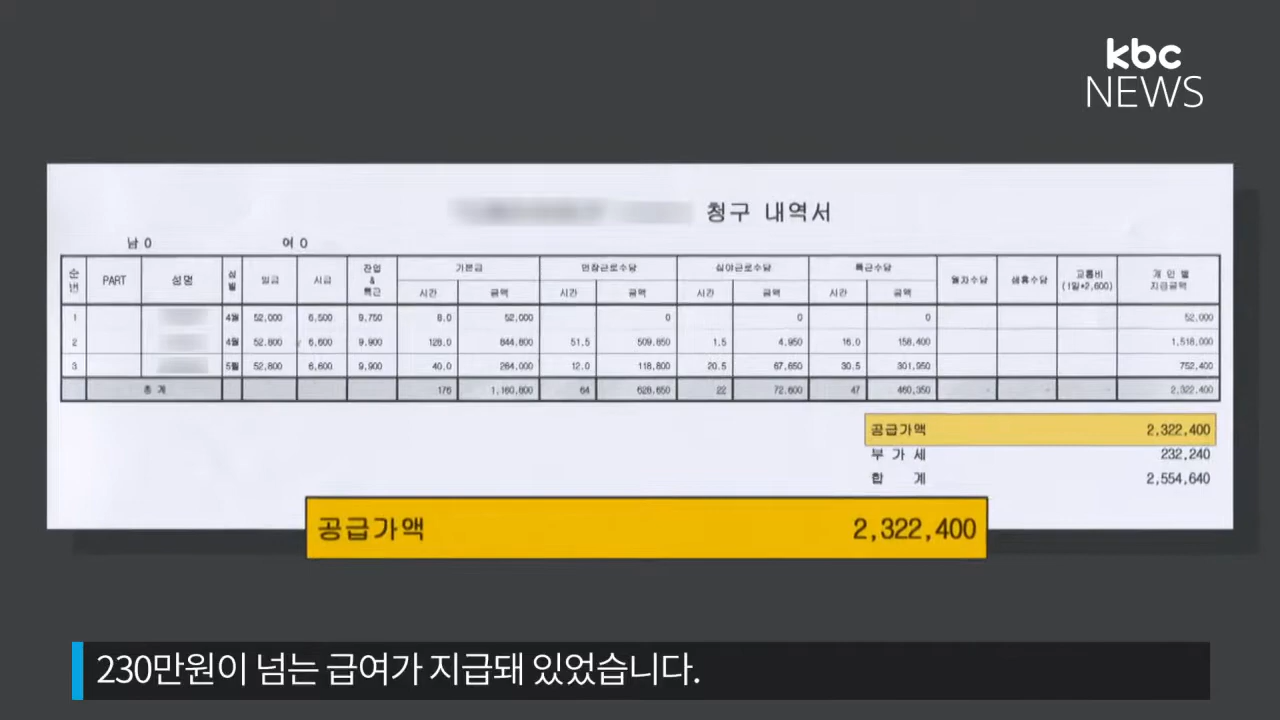 kbc
NEWS
청구 내역서
남 0 여 0
순번 PART 성명 일급 시급 잔업 & 특근 기본급 연장근로수당 심야근로수당 특근수당 월차수당 생휴수당 교통비 (1일*2,600) 개인별 지급금액
시간 금액 시간 금액 시간 금액 시간 금액
1 4월 52,000 6,500 9,750 8.0 52,000 0 0 0 52,000
2 4월 52,800 6,600 9,900 128.0 844,800 51.5 509,850 1.5 4,950 16.0 158,400 1,518,000
3 5월 52,800 6,600 9,900 40.0 264,000 12.0 118,800 20.5 67,650 30.5 301,950 752,400
총 계 176 1,160,800 64 628,650 22 72,600 47 460,350 2,322,400
공급가액 2,322,400
부 가 세 232,240
합 계 2,554,640
공급가액 2,322,400
230만원이 넘는 급여가 지급돼 있었습니다.